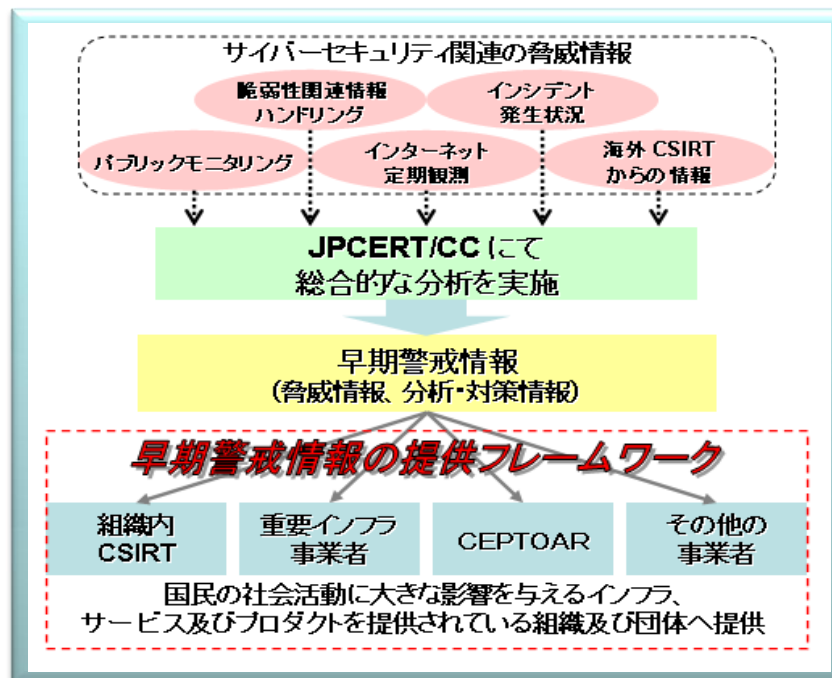 サイバーセキュリティ関連の脅威情報
脆弱性関連情報
ハンドリング
インシデント
発生状況
パブリックモニタリング
インターネット
定期観測
海外 CSIRT
からの情報
JPCERT/CC にて
総合的な分析を実施
早期警戒情報
(脅威情報、分析・対策情報)
早期警戒情報の提供フレームワーク
組織内
CSIRT
重要インフラ
事業者
CEPTOAR
その他の
事業者
国民の社会活動に大きな影響を与えるインフラ、
サービス及びプロダクトを提供されている組織及び団体へ提供